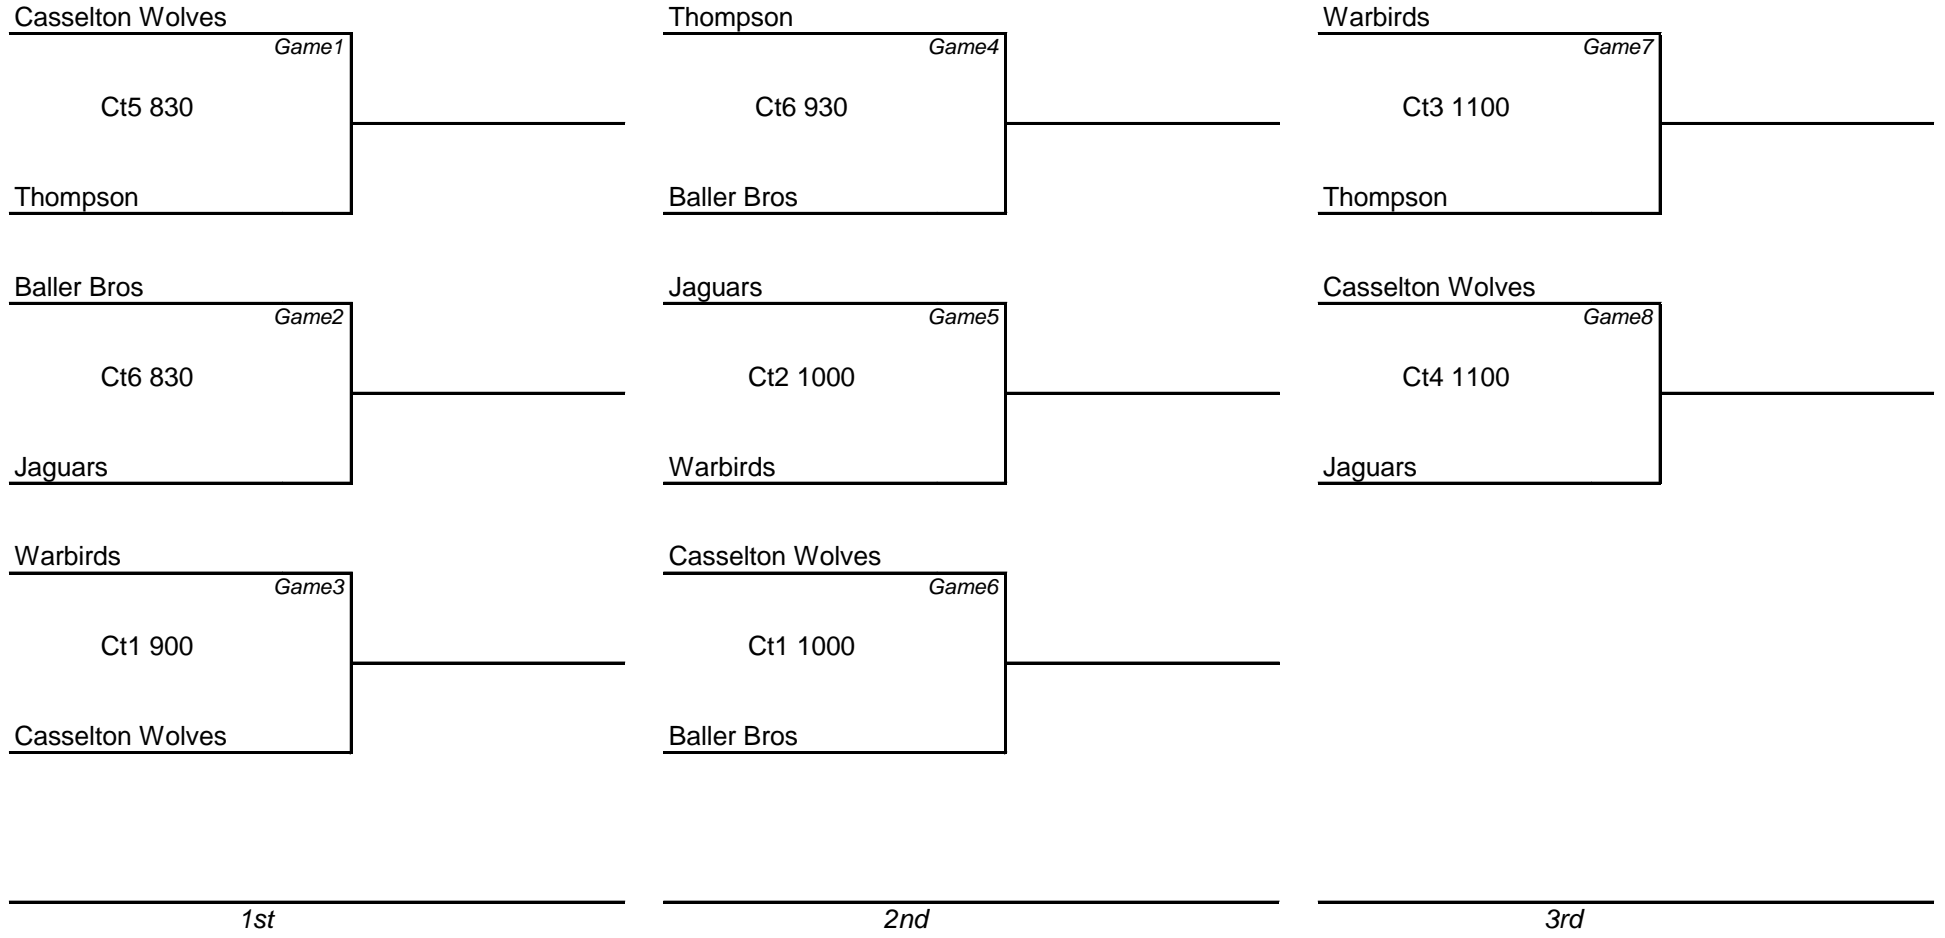 Casselton Wolves
Game1
Ct5 830
Thompson
Baller Bros
Game2
Ct6 830
Jaguars
Warbirds
Game3
Ct1 900
Casselton Wolves
Thompson
Game4
Ct6 930
Baller Bros
Jaguars
Game5
Ct2 1000
Warbirds
Casselton Wolves
Game6
Ct1 1000
Baller Bros
Warbirds
Game7
Ct3 1100
Thompson
Casselton Wolves
Game8
Ct4 1100
Jaguars
1st
2nd
3rd